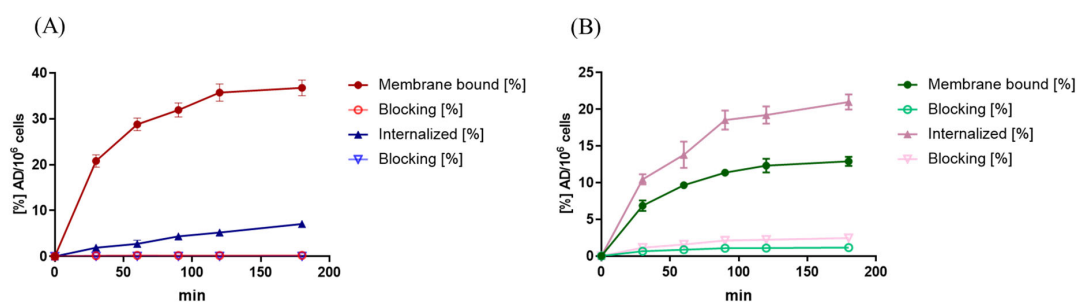 (A)
[%] AD/10⁶ cells
40
30
20
10
0
0
50
100
150
200
min
Membrane bound [%]
Blocking [%]
Internalized [%]
Blocking [%]
(B)
[%] AD/10⁶ cells
25
20
15
10
5
0
0
50
100
150
200
min
Membrane bound [%]
Blocking [%]
Internalized [%]
Blocking [%]